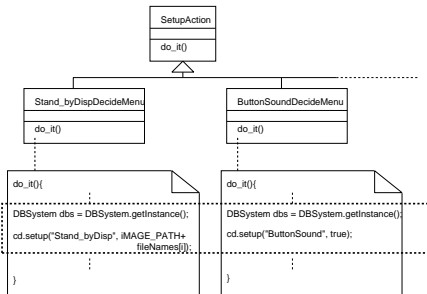 SetupAction
do_it()
Stand_byDispDecideMenu
do_it()
ButtonSoundDecideMenu
do_it()
do_it(){
DBSystem dbs = DBSystem.getInstance();
cd.setup("Stand_byDisp", iMAGE_PATH+
fileNames[i]);
}
do_it(){
DBSystem dbs = DBSystem.getInstance();
cd.setup("ButtonSound", true);
}